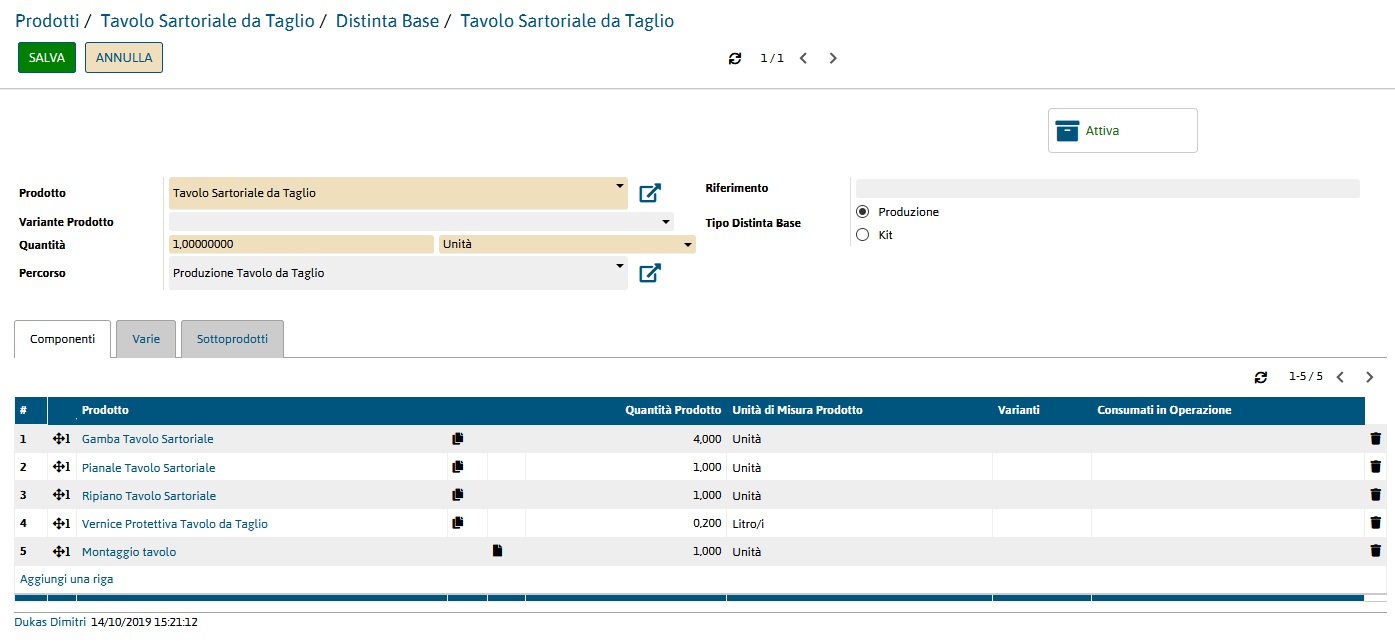 Prodotti / Tavolo Sartoriale da Taglio / Distinta Base / Tavolo Sartoriale da Taglio
SALVA ANNULLA 1 / 1
Attiva
Prodotto Tavolo Sartoriale da Taglio
Riferimento
Variante Prodotto
Tipo Distinta Base Produzione
Kit
Quantità 1,00000000 Unità
Percorso Produzione Tavolo da Taglio
Componenti Varie Sottoprodotti
1-5 / 5
# Prodotto Quantità Prodotto Unità di Misura Prodotto Varianti Consumati in Operazione
1 1 Gamba Tavolo Sartoriale 4,000 Unità
2 1 Pianale Tavolo Sartoriale 1,000 Unità
3 1 Ripiano Tavolo Sartoriale 1,000 Unità
4 1 Vernice Protettiva Tavolo da Taglio 0,200 Litro/i
5 1 Montaggio tavolo 1,000 Unità
Aggiungi una riga
Dukas Dimitri 14/10/2019 15:21:12